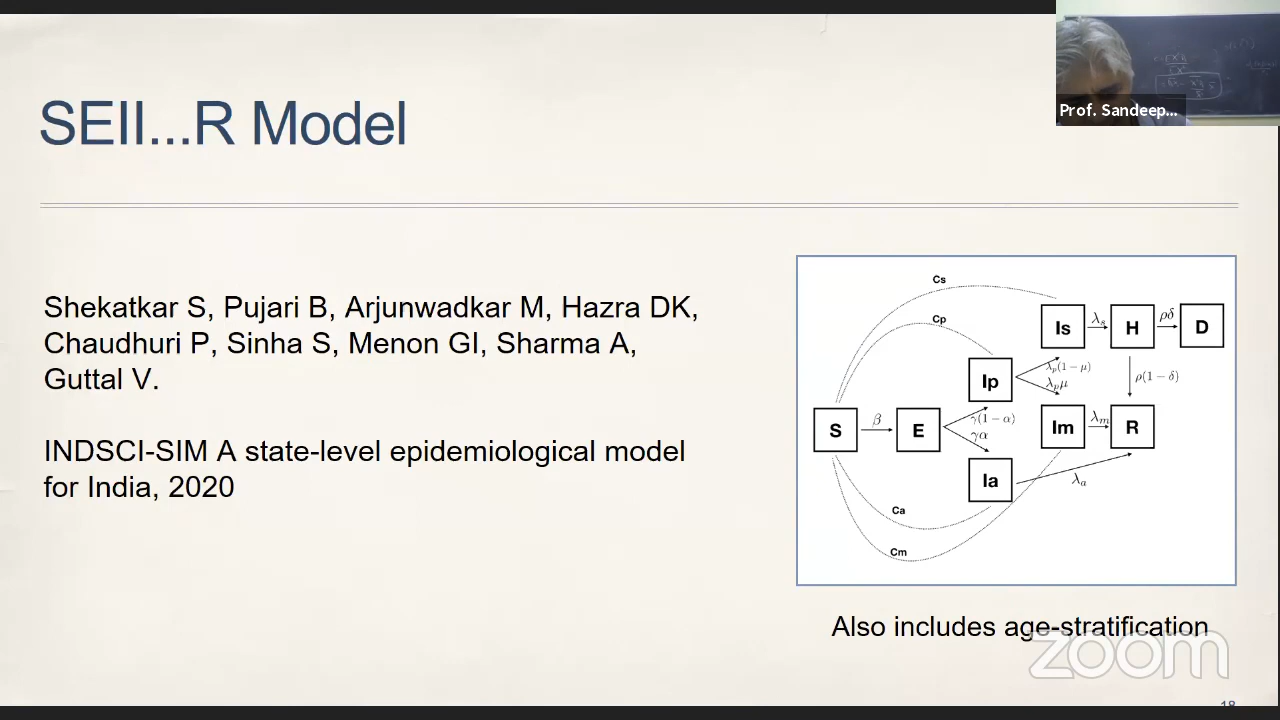 SEII...R Model
Prof. Sandeep...
Shekatkar S, Pujari B, Arjunwadkar M, Hazra DK,
Chaudhuri P, Sinha S, Menon GI, Sharma A,
Guttal V.
INDSCI-SIM A state-level epidemiological model
for India, 2020
Cs
Cp
Is
λs
H
ρδ
D
Ip
λp(1 − μ)
λpμ
ρ(1 − δ)
S
β
E
γ(1 − α)
γα
Im
λm
R
Ia
λa
Ca
Cm
Also includes age-stratification
zoom
18